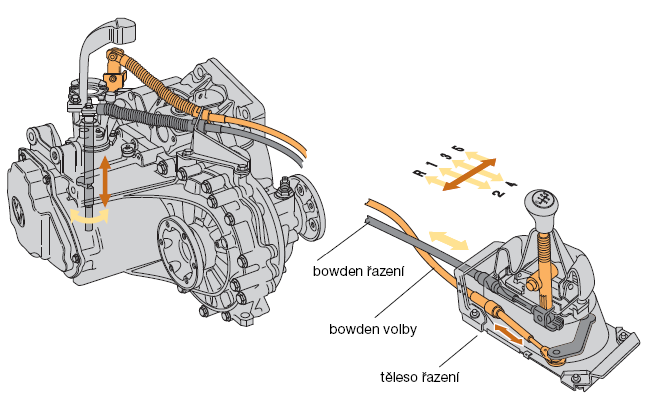 R 1 3 5
2 4
bowden řazení
bowden volby
těleso řazení